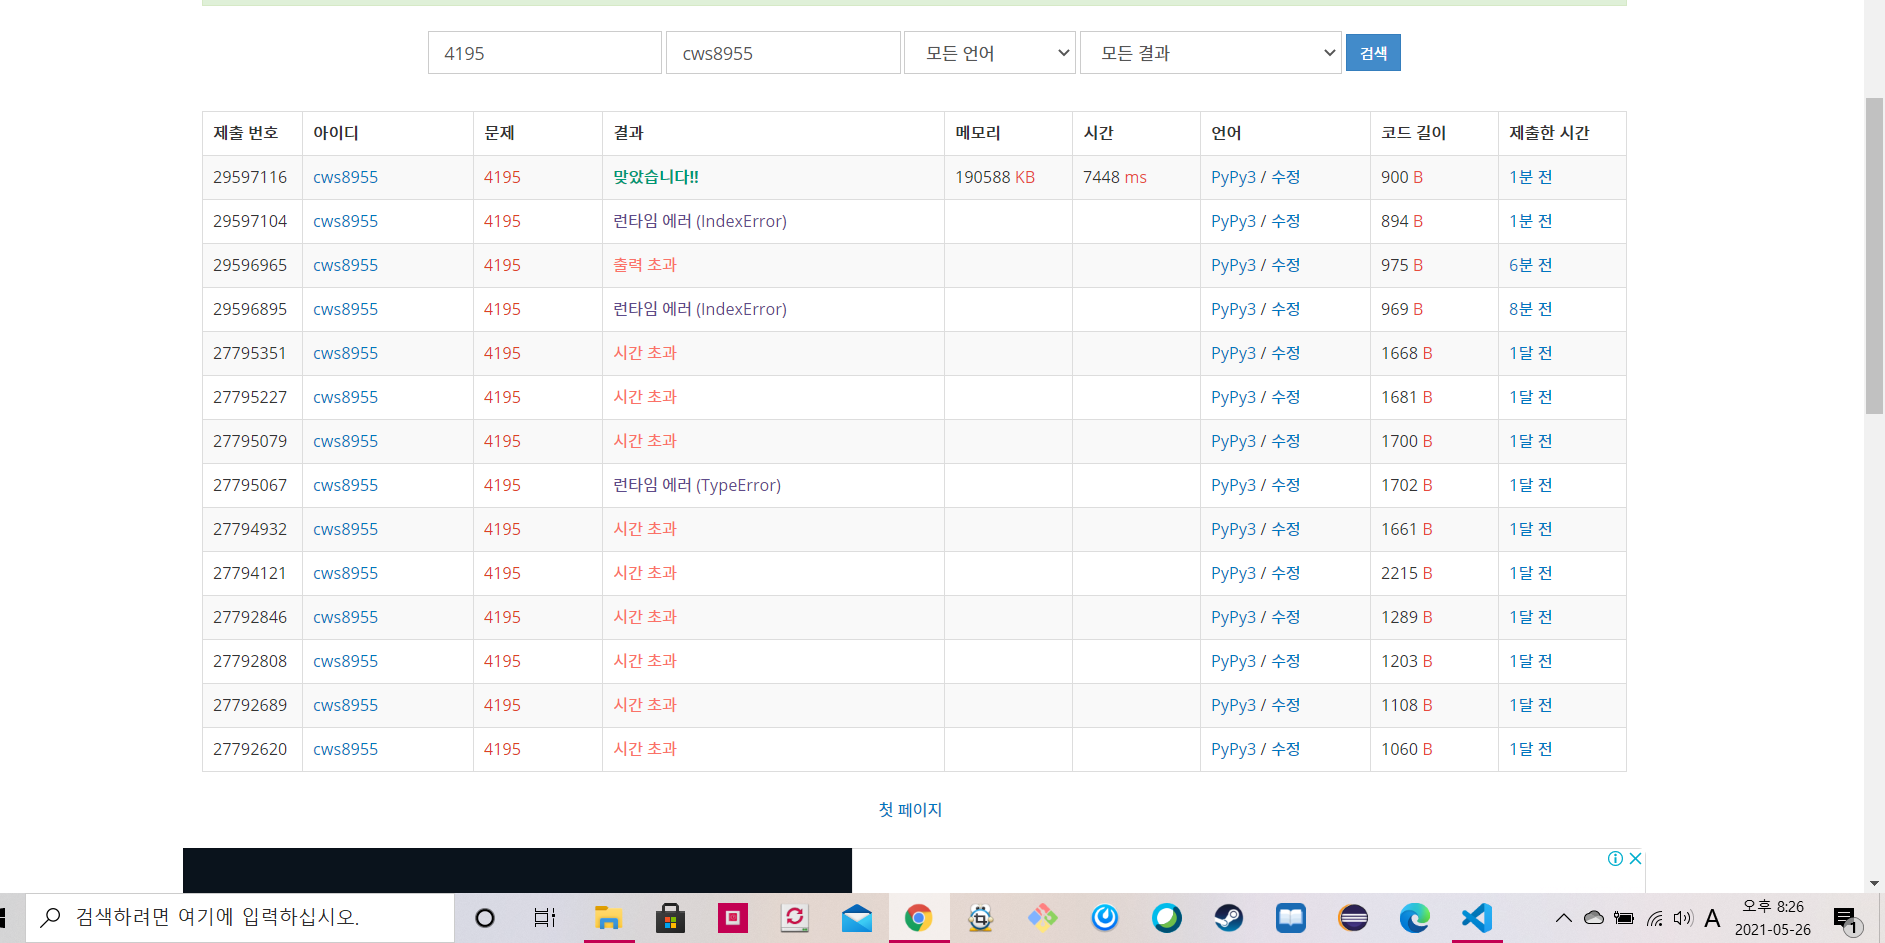 4195 cws8955 모든 언어 모든 결과 검색
제출 번호 아이디 문제 결과 메모리 시간 언어 코드 길이 제출한 시간
29597116 cws8955 4195 맞았습니다!! 190588 KB 7448 ms PyPy3 / 수정 900 B 1분 전
29597104 cws8955 4195 런타임 에러 (IndexError) PyPy3 / 수정 894 B 1분 전
29596965 cws8955 4195 출력 초과 PyPy3 / 수정 975 B 6분 전
29596895 cws8955 4195 런타임 에러 (IndexError) PyPy3 / 수정 969 B 8분 전
27795351 cws8955 4195 시간 초과 PyPy3 / 수정 1668 B 1달 전
27795227 cws8955 4195 시간 초과 PyPy3 / 수정 1681 B 1달 전
27795079 cws8955 4195 시간 초과 PyPy3 / 수정 1700 B 1달 전
27795067 cws8955 4195 런타임 에러 (TypeError) PyPy3 / 수정 1702 B 1달 전
27794932 cws8955 4195 시간 초과 PyPy3 / 수정 1661 B 1달 전
27794121 cws8955 4195 시간 초과 PyPy3 / 수정 2215 B 1달 전
27792846 cws8955 4195 시간 초과 PyPy3 / 수정 1289 B 1달 전
27792808 cws8955 4195 시간 초과 PyPy3 / 수정 1203 B 1달 전
27792689 cws8955 4195 시간 초과 PyPy3 / 수정 1108 B 1달 전
27792620 cws8955 4195 시간 초과 PyPy3 / 수정 1060 B 1달 전
첫 페이지
검색하려면 여기에 입력하십시오.
A
오후 8:26
2021-05-26
1